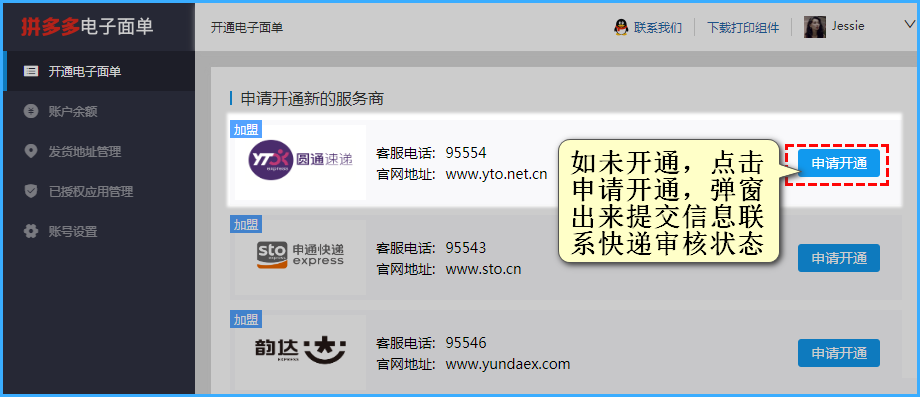 拼多多电子面单
开通电子面单
联系我们
下载打印组件
Jessie
开通电子面单
账户余额
发货地址管理
已授权应用管理
账号设置
申请开通新的服务商
加盟
YTO
express
圆通速递
客服电话: 95554
官网地址: www.yto.net.cn
申请开通
如未开通，点击
申请开通，弹窗
出来提交信息联
系快递审核状态
加盟
sto
express
申通快递
express
客服电话: 95543
官网地址: www.sto.cn
申请开通
加盟
韵达
EXPRESS
客服电话: 95546
官网地址: www.yundaex.com
申请开通